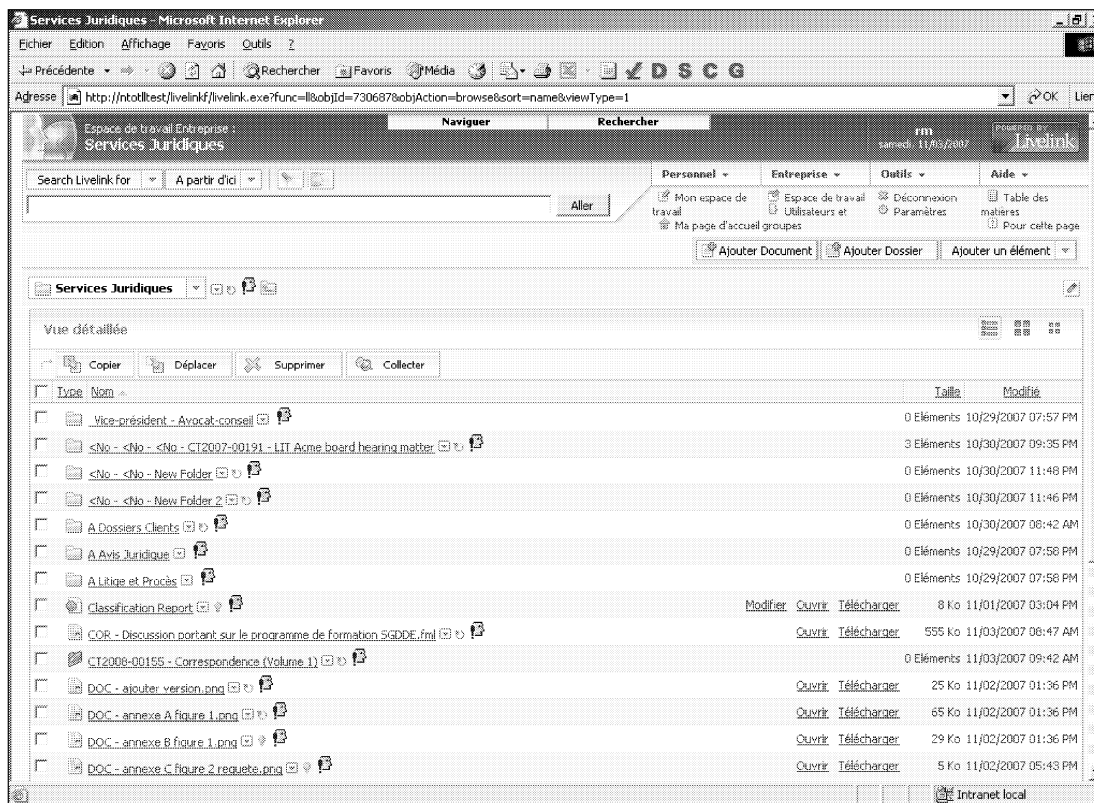 Services Juridiques - Microsoft Internet Explorer
Fichier Edition Affichage Favoris Outils ?
Précédente Rechercher Favoris Média D S C G
Adresse http://ntotlltest/livelinkf/livelink.exe?func=ll&objId=730687&objAction=browse&sort=name&viewType=1 OK Lien
Espace de travail Entreprise : Naviguer Rechercher
Services Juridiques
rm
samedi, 11/03/2007
POWERED BY
Livelink
Search Livelink for A partir d'ici
Aller
Personnel Entreprise Outils Aide
Mon espace de travail
Ma page d'accueil
Espace de travail
Utilisateurs et groupes
Déconnexion
Paramètres
Table des matieres
Pour cette page
Ajouter Document Ajouter Dossier Ajouter un élément
Services Juridiques
Vue détaillée
Copier Déplacer Supprimer Collecter
Type Nom Taille Modifié
_Vice-président - Avocat-conseil 0 Eléments 10/29/2007 07:57 PM
<No - <No - <No - CT2007-00191 - LIT Acme board hearing matter 3 Eléments 10/30/2007 09:35 PM
<No - <No - New Folder 0 Eléments 10/30/2007 11:48 PM
<No - <No - New Folder 2 0 Eléments 10/30/2007 11:46 PM
A Dossiers Clients 0 Eléments 10/30/2007 08:42 AM
A Avis Juridique 0 Eléments 10/29/2007 07:58 PM
A Litige et Procès 0 Eléments 10/29/2007 07:58 PM
Classification Report Modifier Ouvrir Télécharger 8 Ko 11/01/2007 03:04 PM
COR - Discussion portant sur le programme de formation SGDDE.fml Ouvrir Télécharger 555 Ko 11/03/2007 08:47 AM
CT2008-00155 - Correspondence (Volume 1) 0 Eléments 11/03/2007 09:42 AM
DOC - ajouter version.png Ouvrir Télécharger 25 Ko 11/02/2007 01:36 PM
DOC - annexe A figure 1.png Ouvrir Télécharger 65 Ko 11/02/2007 01:36 PM
DOC - annexe B figure 1.png Ouvrir Télécharger 29 Ko 11/02/2007 01:36 PM
DOC - annexe C figure 2 requete.png Ouvrir Télécharger 5 Ko 11/02/2007 05:43 PM
Intranet local